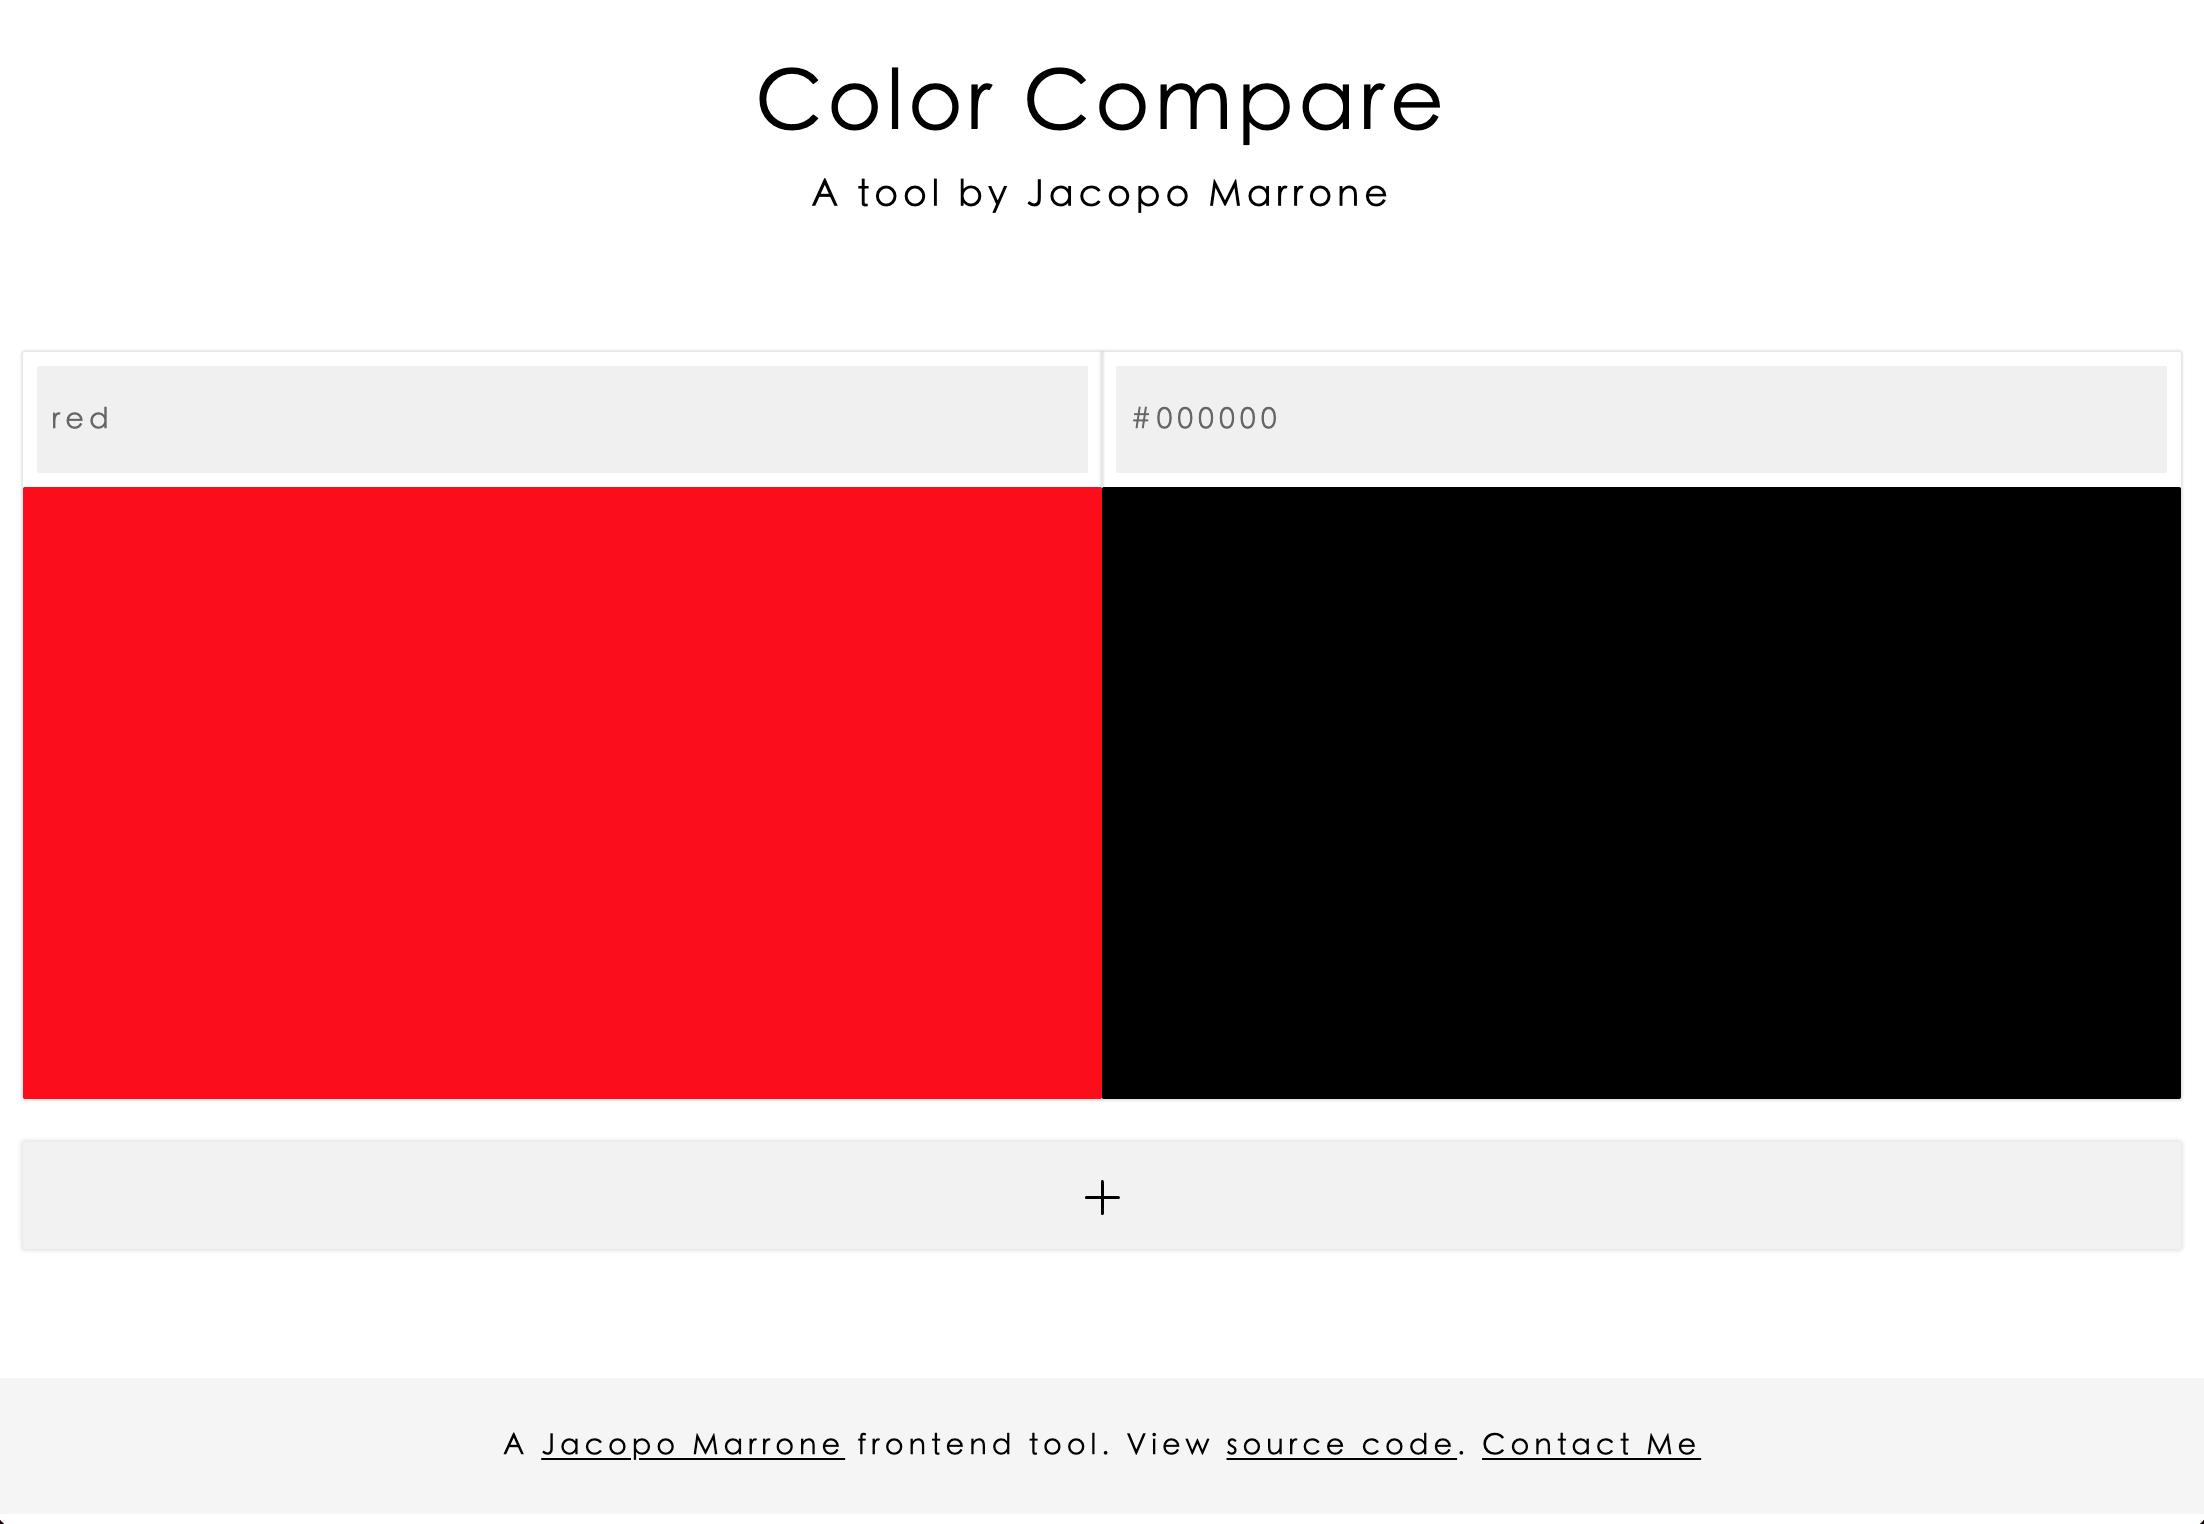 Color Compare
A tool by Jacopo Marrone
red
#000000
+
A Jacopo Marrone frontend tool. View source code. Contact Me